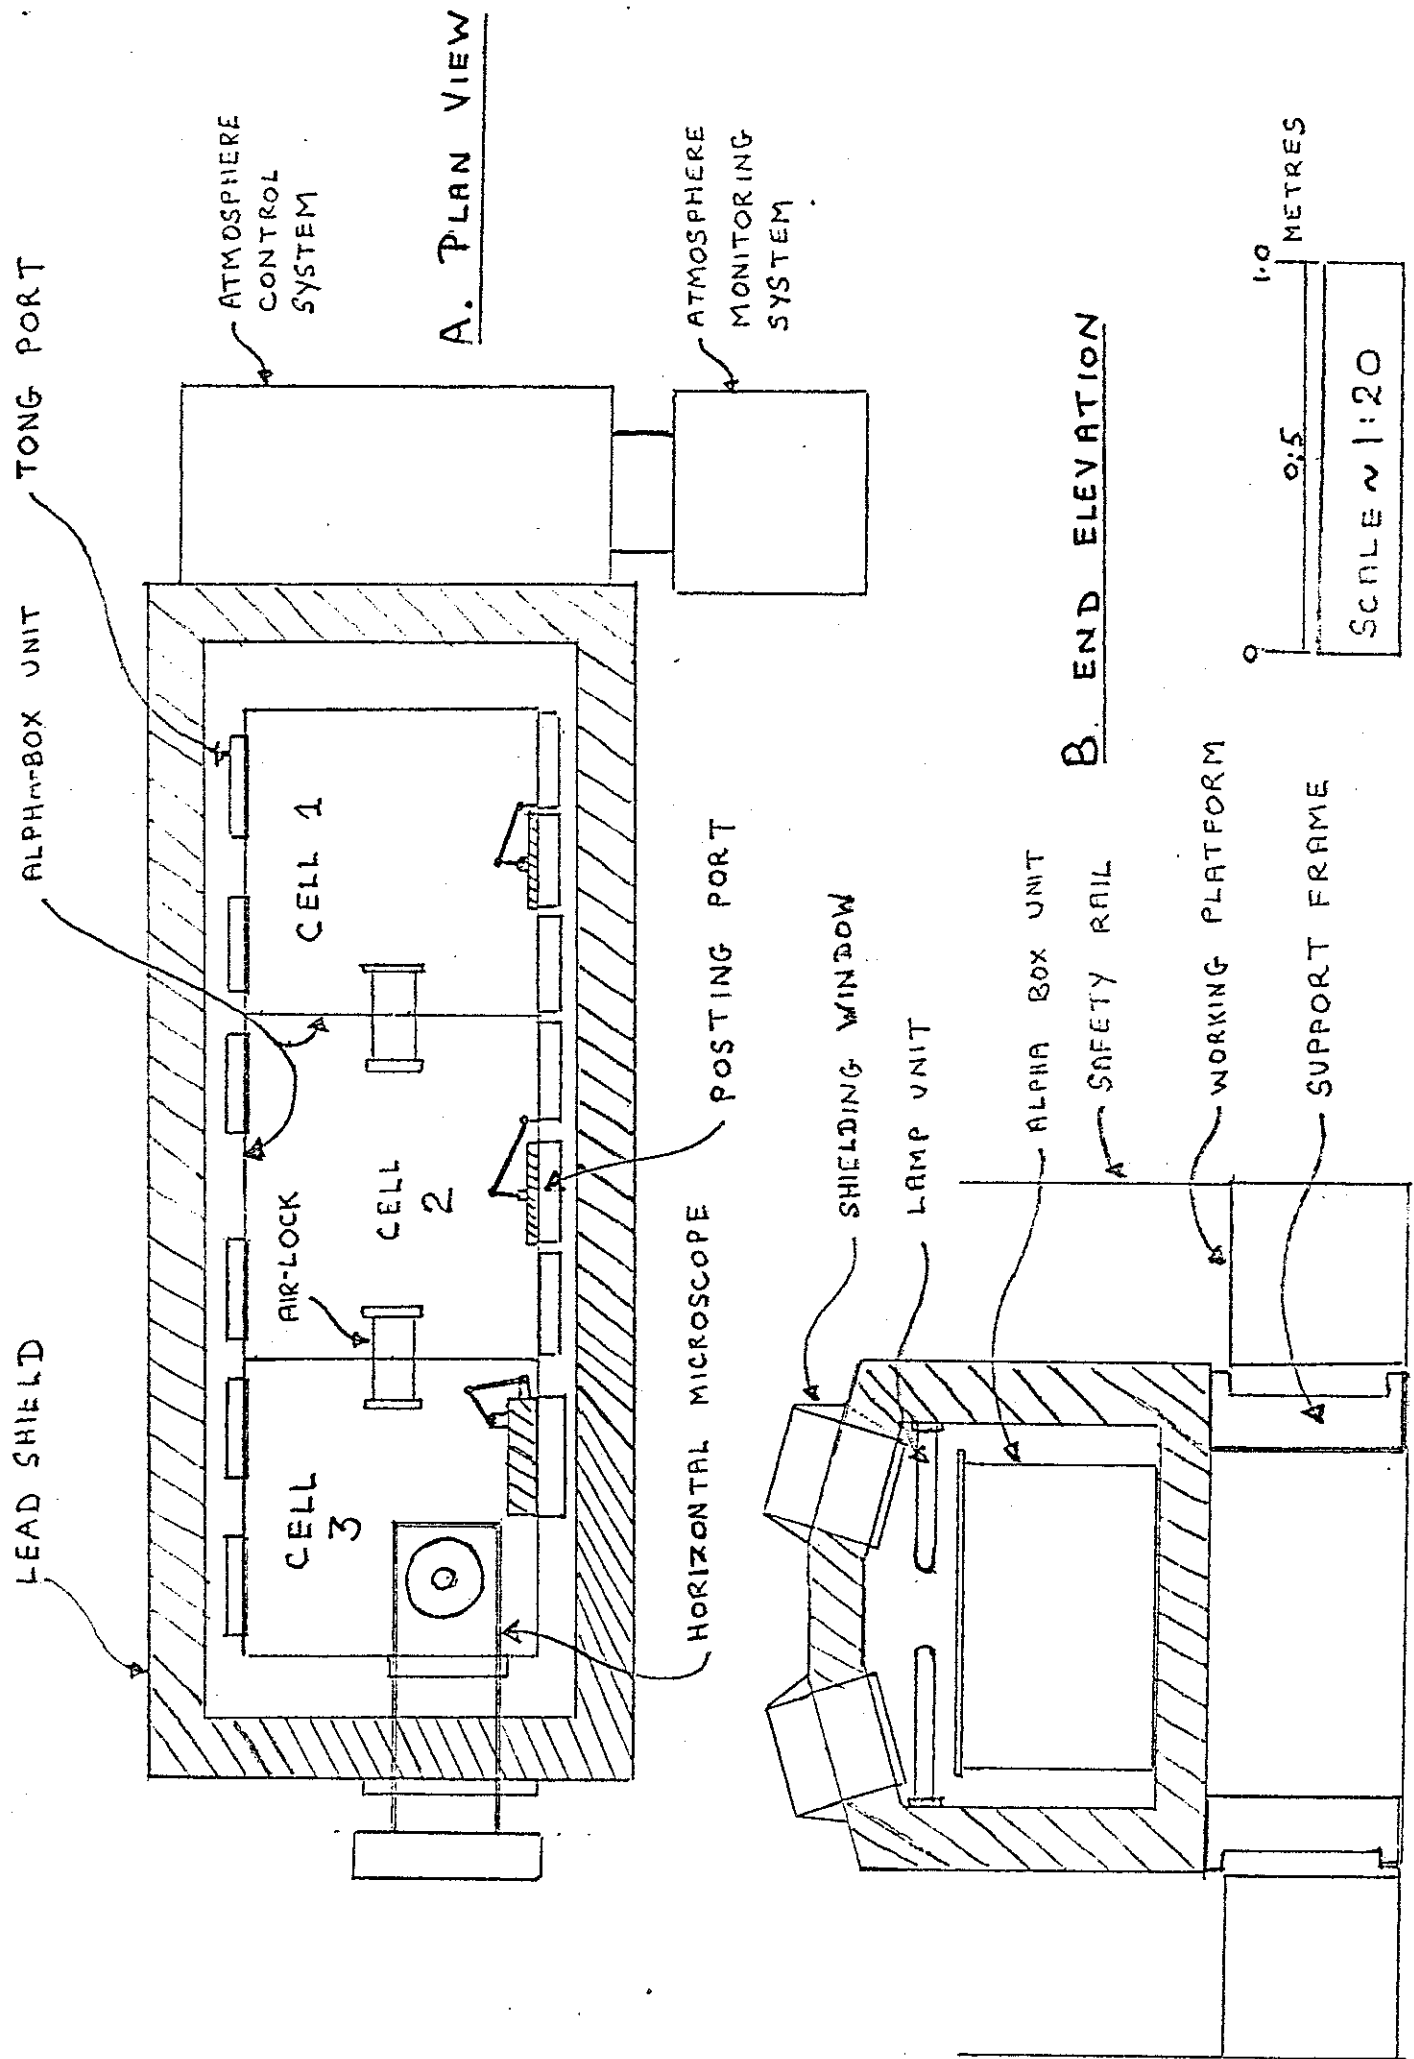 LEAD SHIELD
ALPHA-BOX UNIT
TONG PORT
ATMOSPHERE
CONTROL
SYSTEM
A. PLAN VIEW
CELL
3
AIR-LOCK
CELL
2
CELL 1
HORIZONTAL MICROSCOPE
POSTING PORT
ATMOSPHERE
MONITORING
SYSTEM
SHIELDING WINDOW
LAMP UNIT
ALPHA BOX UNIT
SAFETY RAIL
WORKING PLATFORM
SUPPORT FRAME
B. END ELEVATION
0 0.5 1.0
METRES
SCALE ~ 1:20